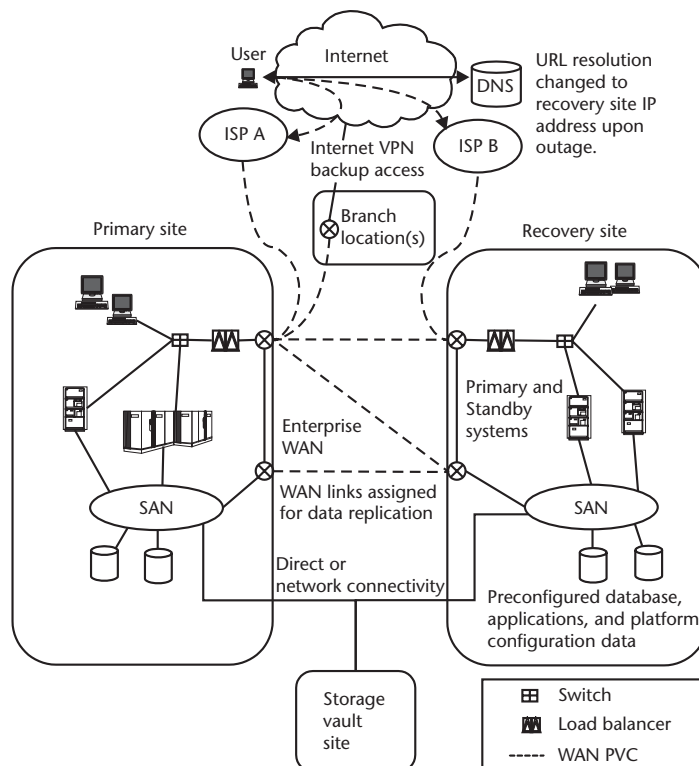 User
Internet
DNS
URL resolution
changed to
recovery site IP
address upon
outage.
ISP A
ISP B
Internet VPN
backup access
Branch
location(s)
Primary site
Recovery site
Primary and
Standby
systems
Enterprise
WAN
SAN
WAN links assigned
for data replication
SAN
Direct or
network connectivity
Preconfigured database,
applications, and platform
configuration data
Storage
vault
site
Switch
Load balancer
WAN PVC